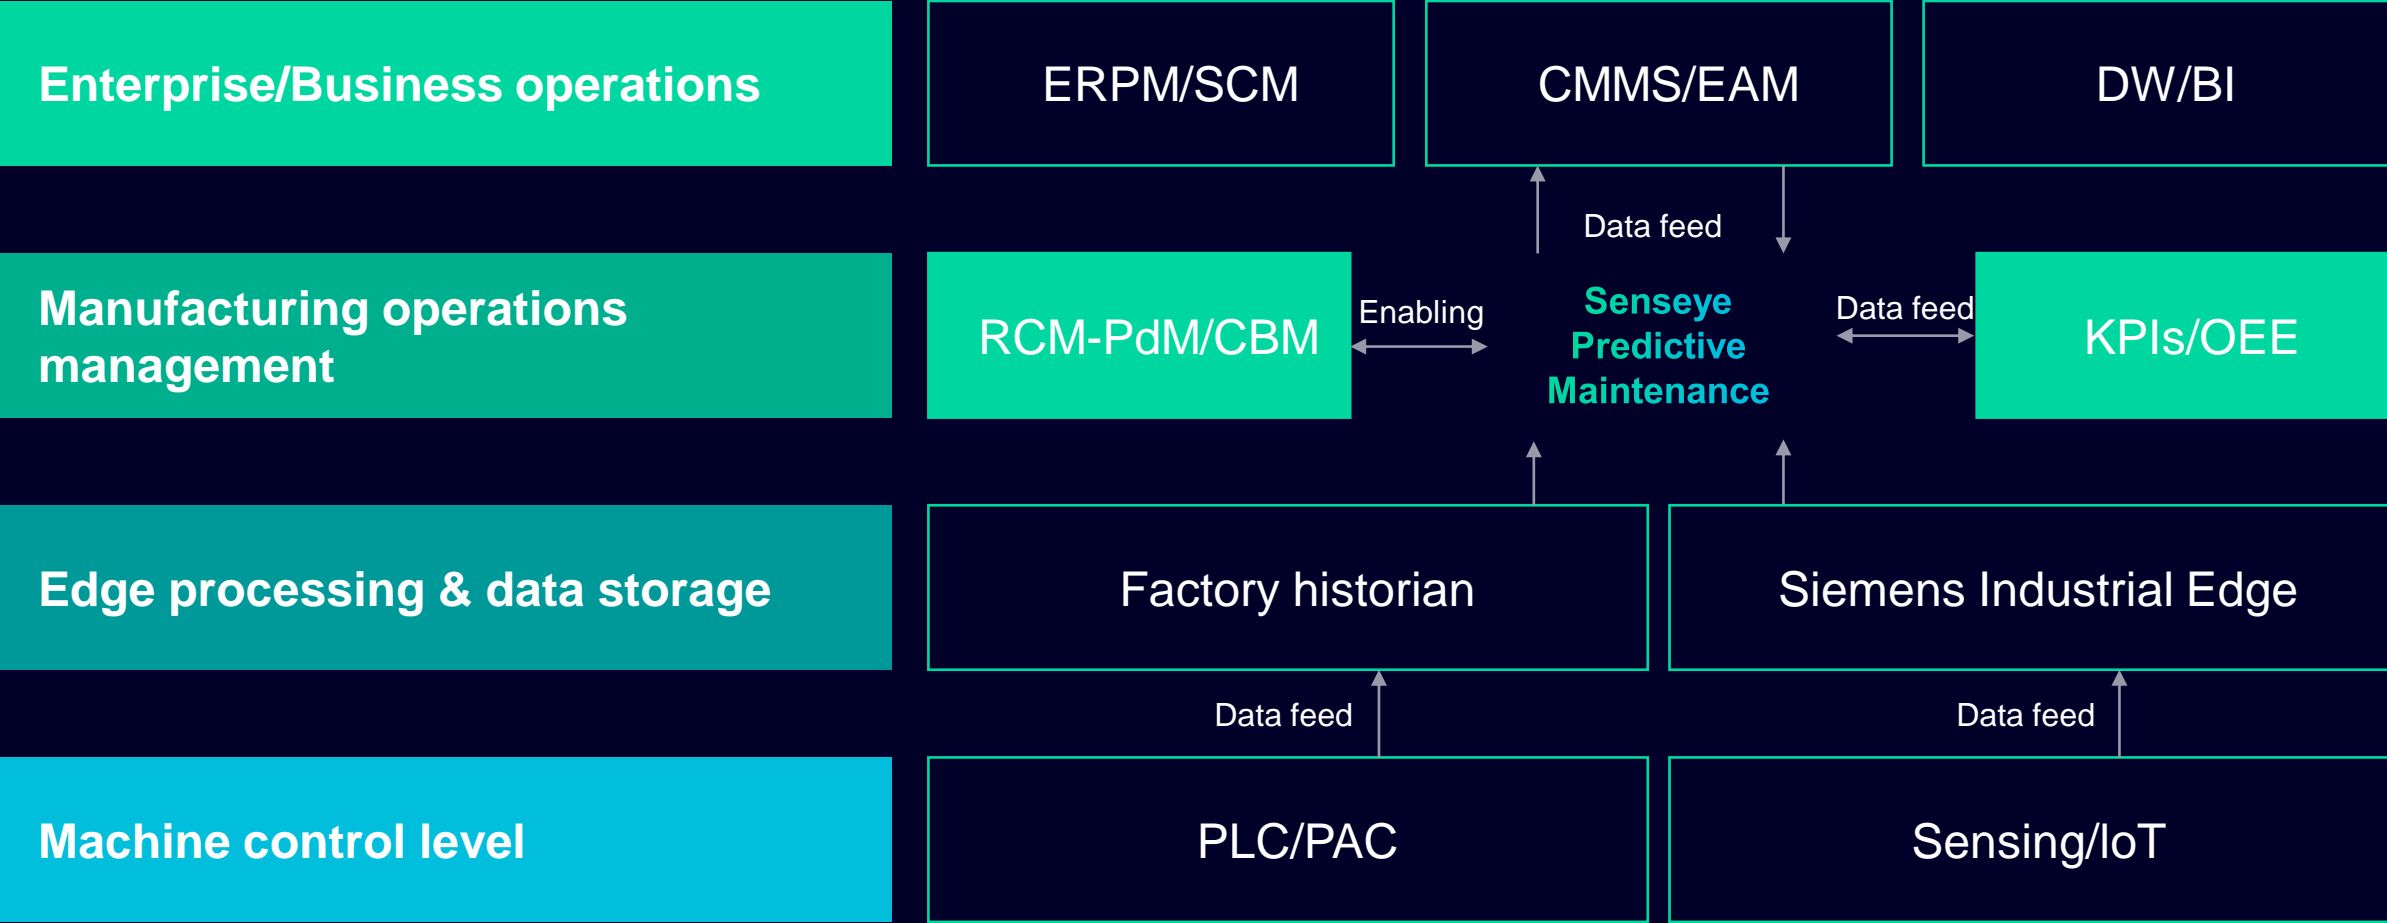 Enterprise/Business operations
ERPM/SCM
CMMS/EAM
DW/BI
Data feed
Manufacturing operations
management
RCM-PdM/CBM
Enabling
Senseye
Predictive
Maintenance
Data feed
KPIs/OEE
Edge processing & data storage
Factory historian
Siemens Industrial Edge
Data feed
Data feed
Machine control level
PLC/PAC
Sensing/IoT